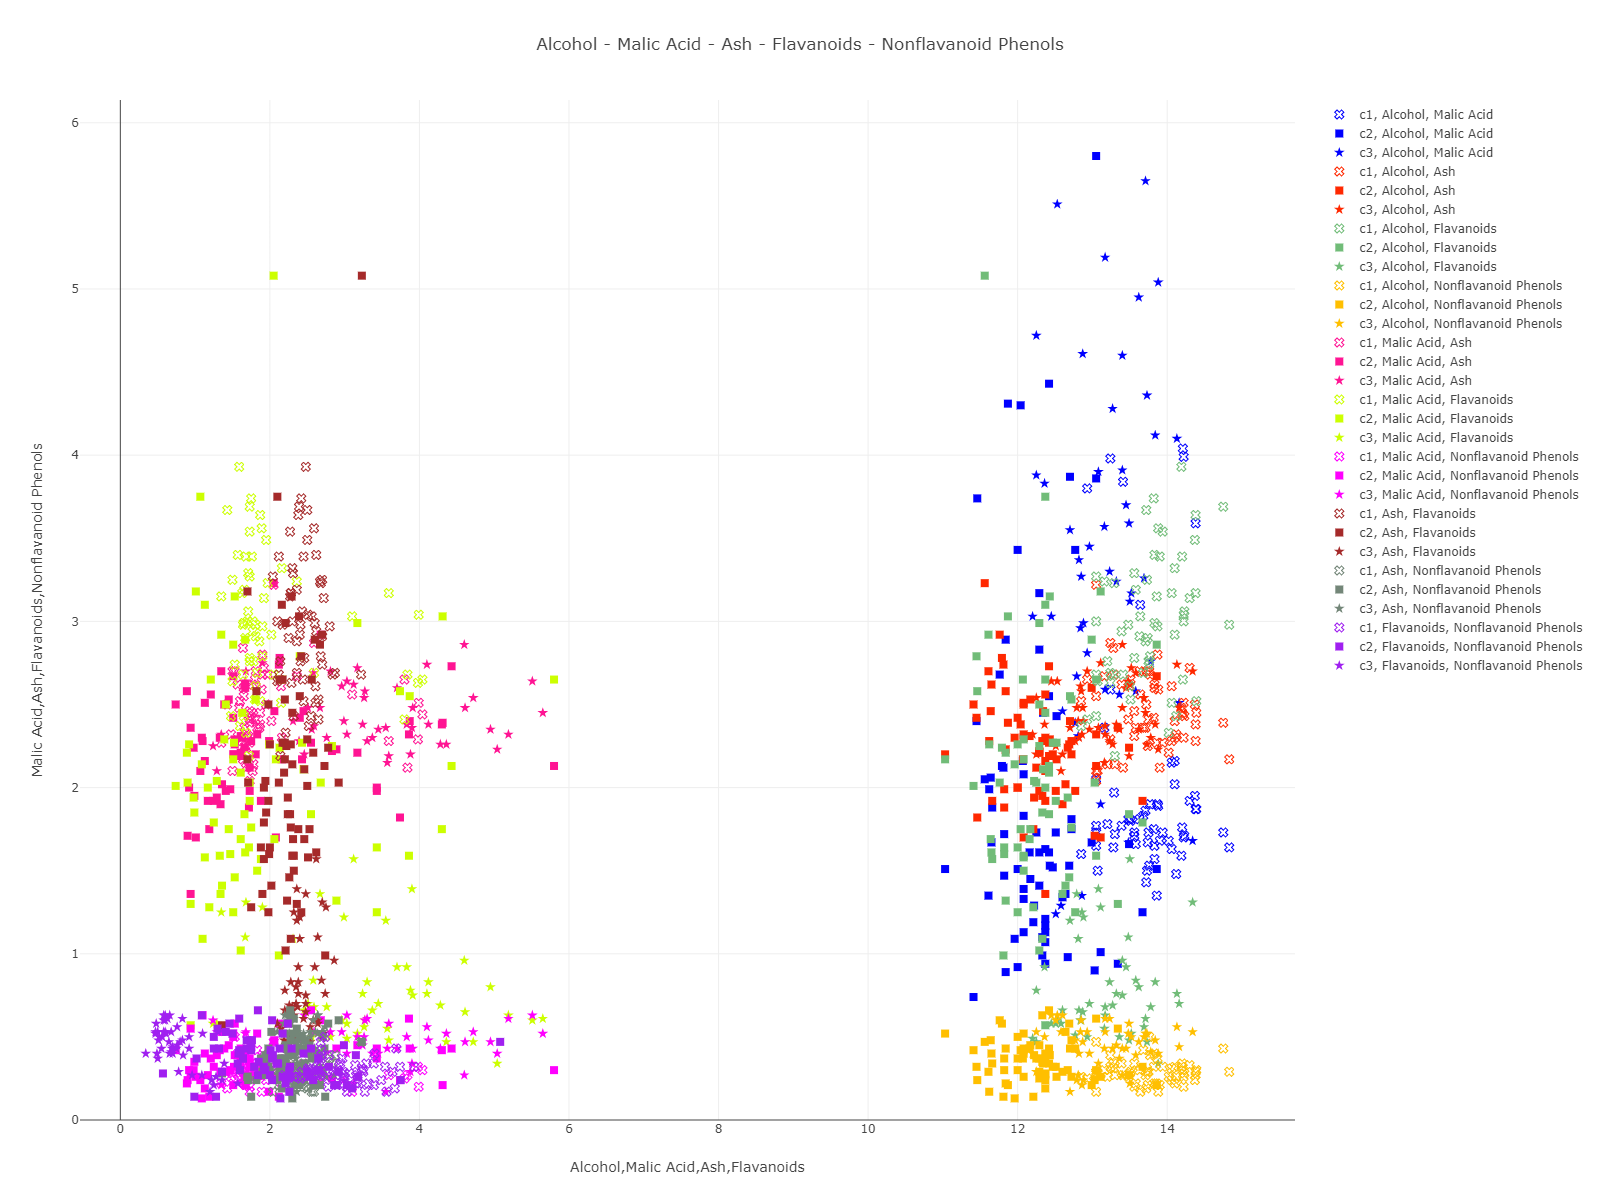 Alcohol - Malic Acid - Ash - Flavanoids - Nonflavanoid Phenols
Malic Acid,Ash,Flavanoids,Nonflavanoid Phenols
6
5
4
3
2
1
0
0
2
4
6
8
10
12
14
Alcohol,Malic Acid,Ash,Flavanoids
c1, Alcohol, Malic Acid
c2, Alcohol, Malic Acid
c3, Alcohol, Malic Acid
c1, Alcohol, Ash
c2, Alcohol, Ash
c3, Alcohol, Ash
c1, Alcohol, Flavanoids
c2, Alcohol, Flavanoids
c3, Alcohol, Flavanoids
c1, Alcohol, Nonflavanoid Phenols
c2, Alcohol, Nonflavanoid Phenols
c3, Alcohol, Nonflavanoid Phenols
c1, Malic Acid, Ash
c2, Malic Acid, Ash
c3, Malic Acid, Ash
c1, Malic Acid, Flavanoids
c2, Malic Acid, Flavanoids
c3, Malic Acid, Flavanoids
c1, Malic Acid, Nonflavanoid Phenols
c2, Malic Acid, Nonflavanoid Phenols
c3, Malic Acid, Nonflavanoid Phenols
c1, Ash, Flavanoids
c2, Ash, Flavanoids
c3, Ash, Flavanoids
c1, Ash, Nonflavanoid Phenols
c2, Ash, Nonflavanoid Phenols
c3, Ash, Nonflavanoid Phenols
c1, Flavanoids, Nonflavanoid Phenols
c2, Flavanoids, Nonflavanoid Phenols
c3, Flavanoids, Nonflavanoid Phenols